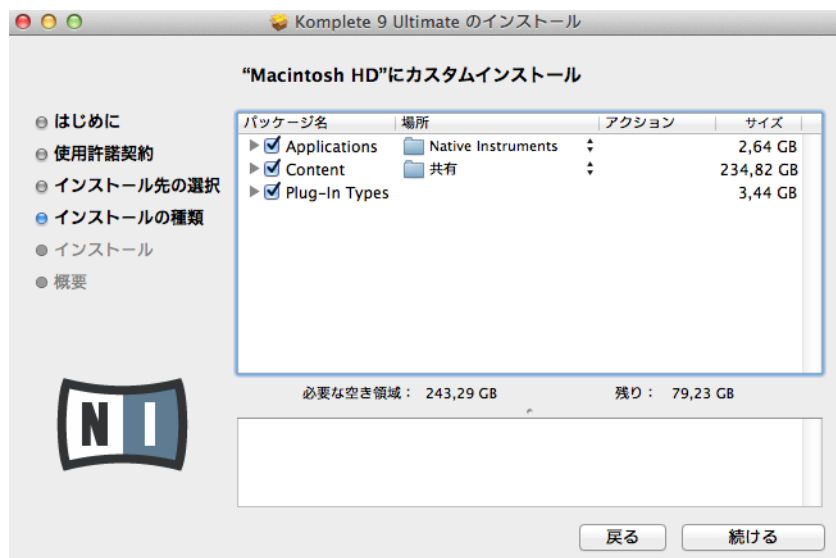 Komplete 9 Ultimate のインストール
“Macintosh HD”にカスタムインストール
はじめに
使用許諾契約
インストール先の選択
インストールの種類
インストール
概要
パッケージ名 場所 アクション サイズ
Applications Native Instruments 2,64 GB
Content 共有 234,82 GB
Plug-In Types 3,44 GB
必要な空き領域： 243,29 GB 残り： 79,23 GB
NI
戻る 続ける